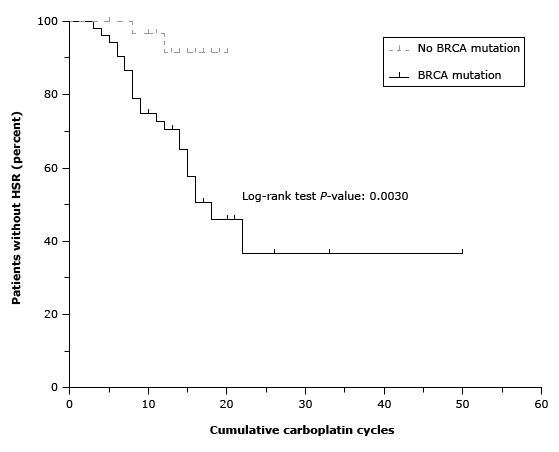 100
80
60
40
20
0
Patients without HSR (percent)
No BRCA mutation
BRCA mutation
Log-rank test P-value: 0.0030
0 10 20 30 40 50 60
Cumulative carboplatin cycles